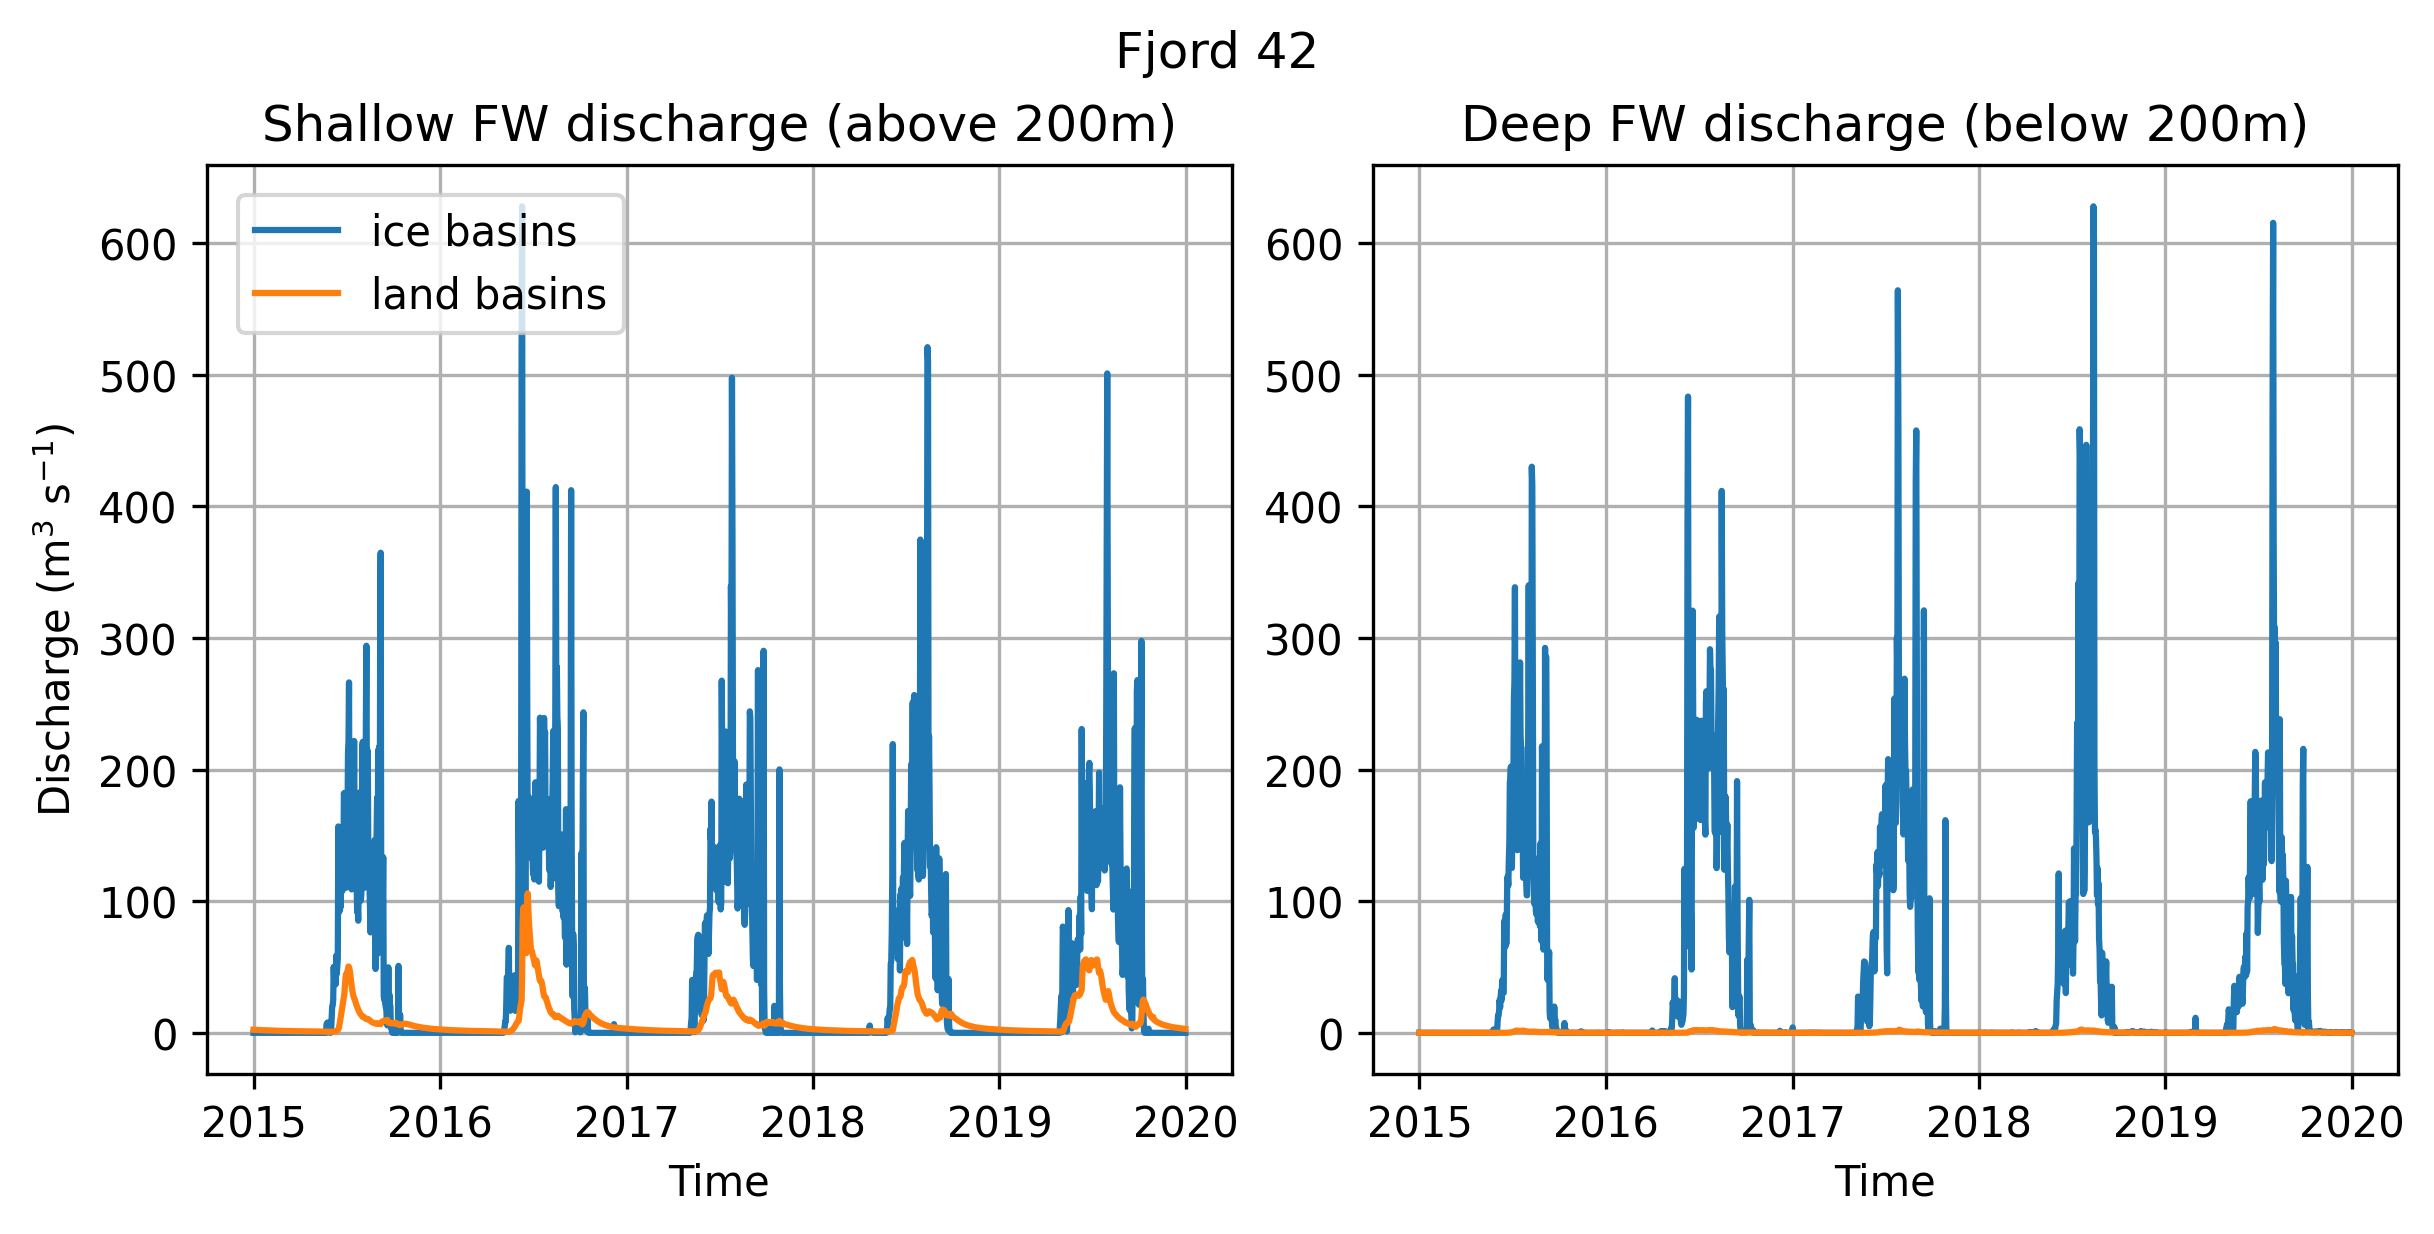 Fjord 42
Shallow FW discharge (above 200m)
Deep FW discharge (below 200m)
ice basins
land basins
Discharge (m³ s⁻¹)
600
500
400
300
200
100
0
2015 2016 2017 2018 2019 2020
Time
600
500
400
300
200
100
0
2015 2016 2017 2018 2019 2020
Time